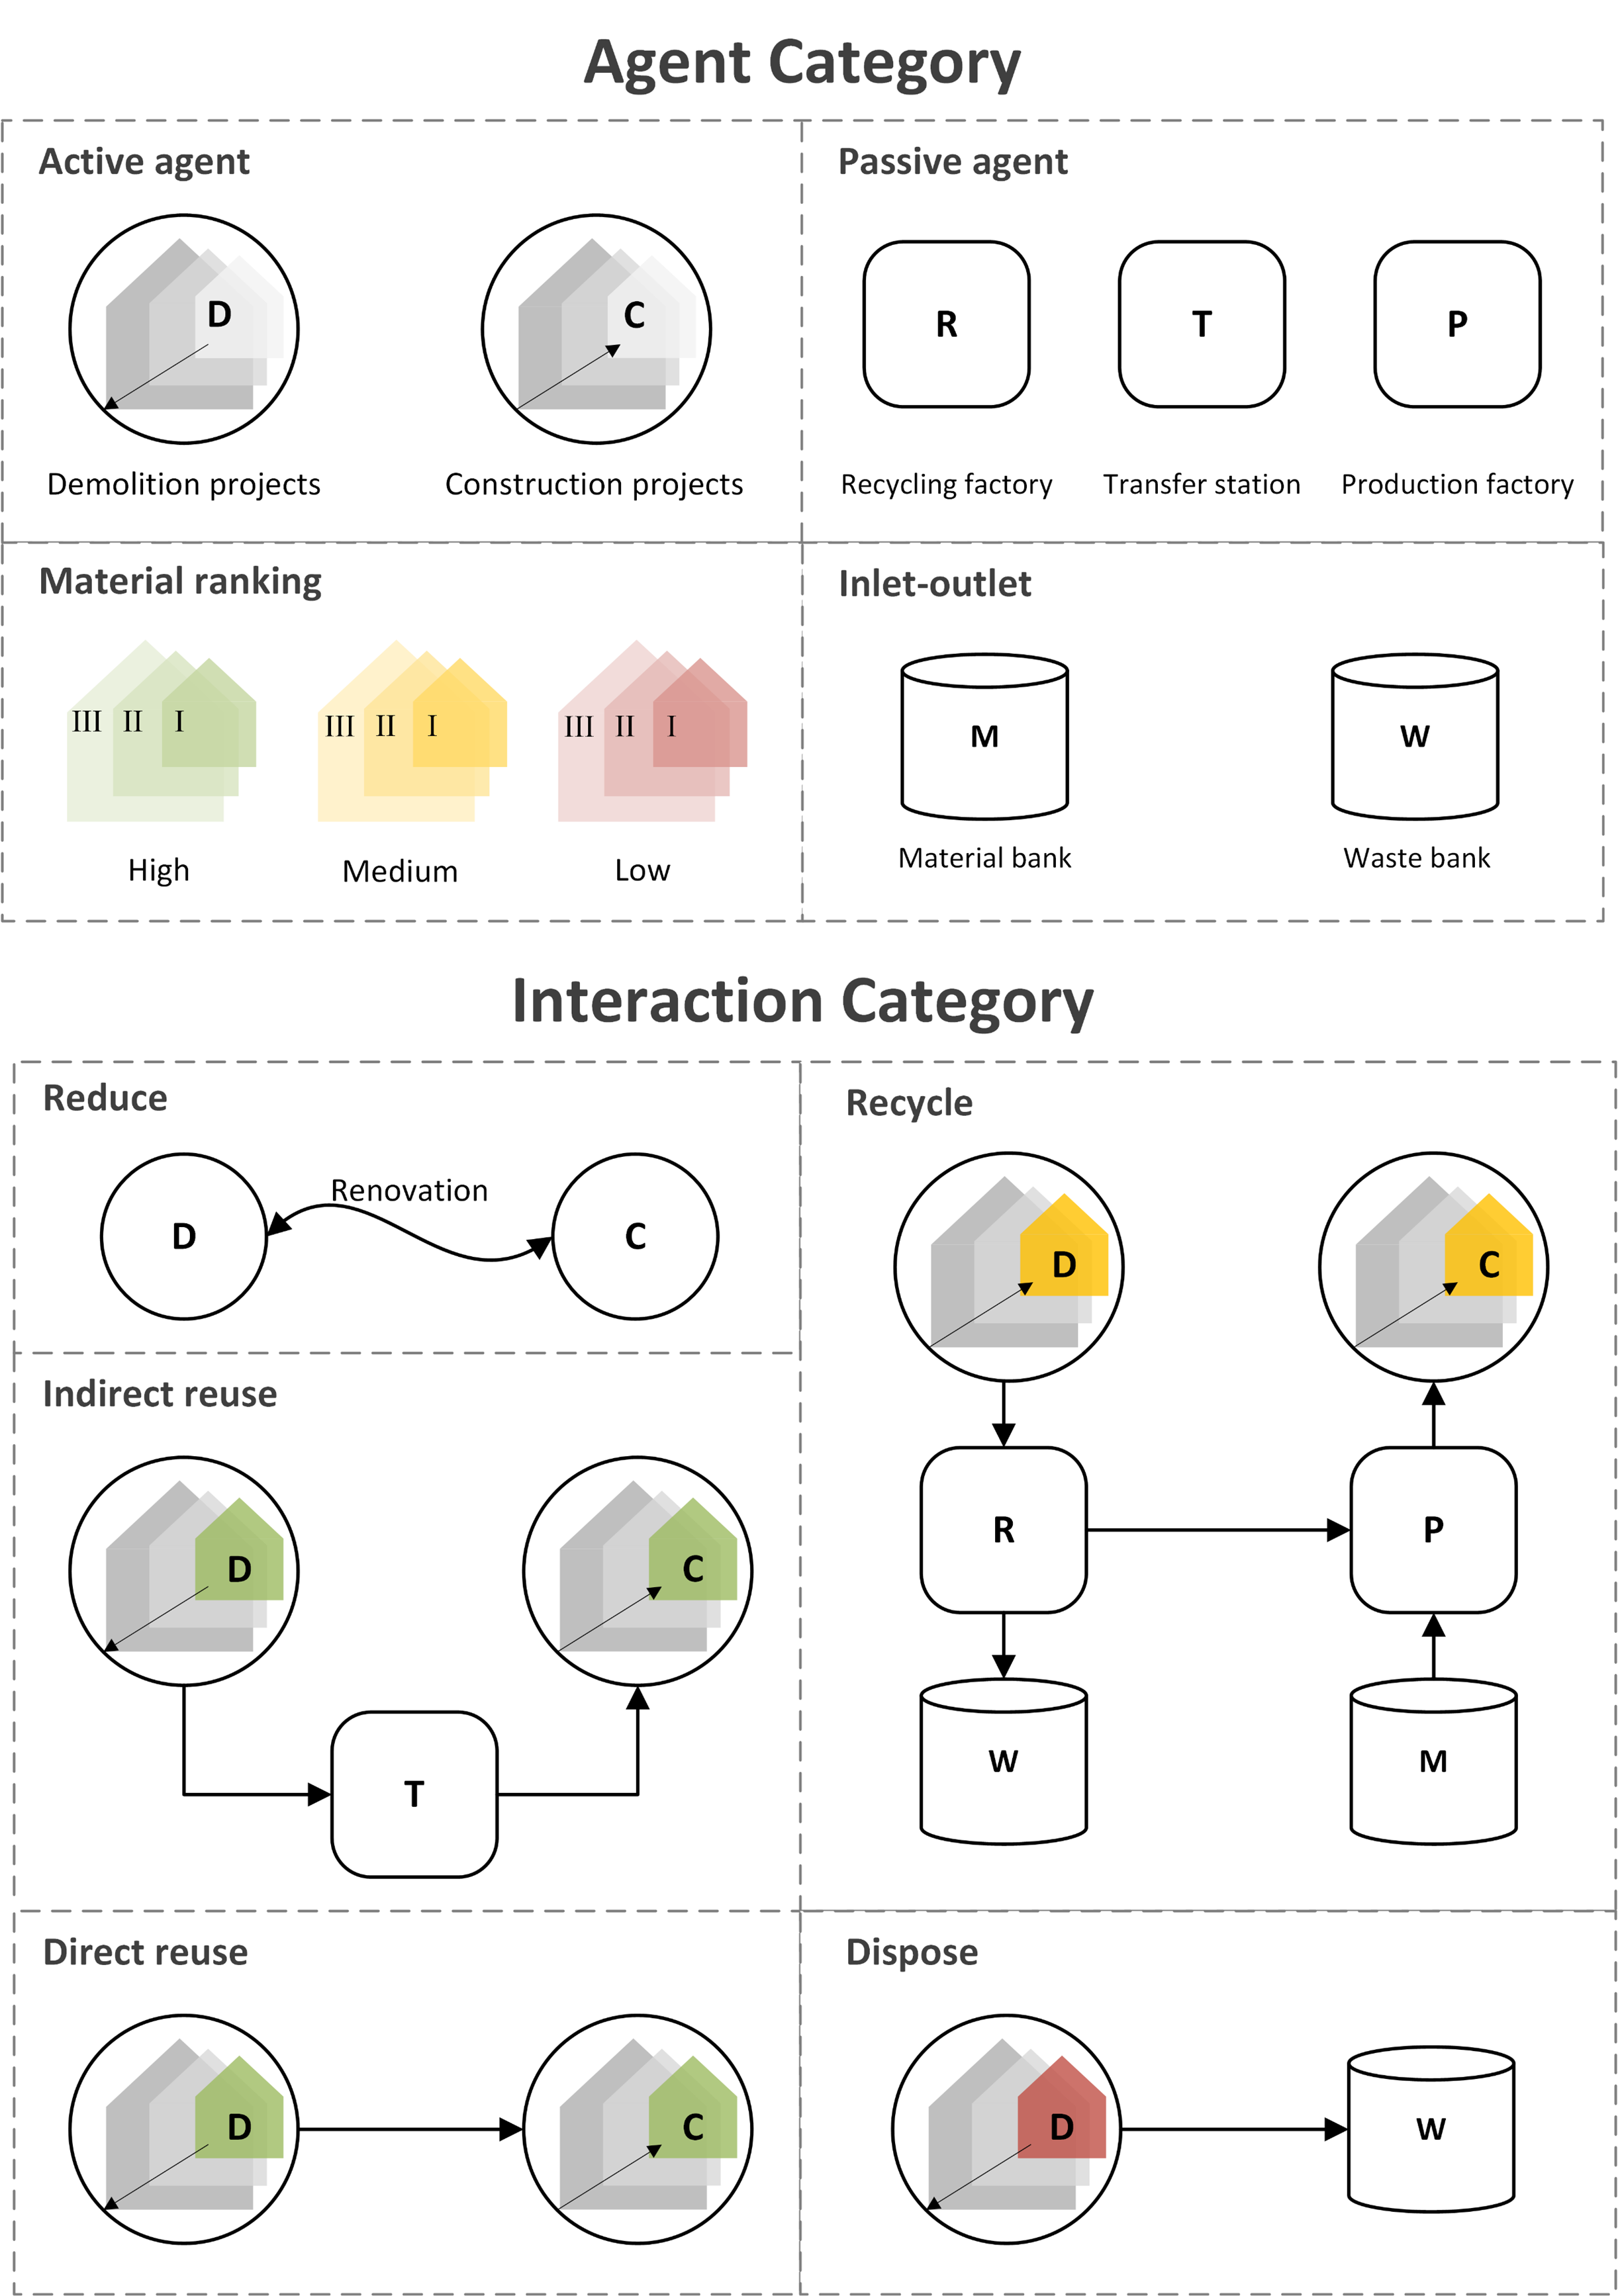 Agent Category
Active agent
D
C
Demolition projects
Construction projects
Passive agent
R
T
P
Recycling factory
Transfer station
Production factory
Material ranking
III II I
III II I
III II I
High
Medium
Low
Inlet-outlet
M
W
Material bank
Waste bank
Interaction Category
Reduce
D
Renovation
C
Indirect reuse
D
C
T
Direct reuse
D
C
Recycle
D
C
R
P
W
M
Dispose
D
W